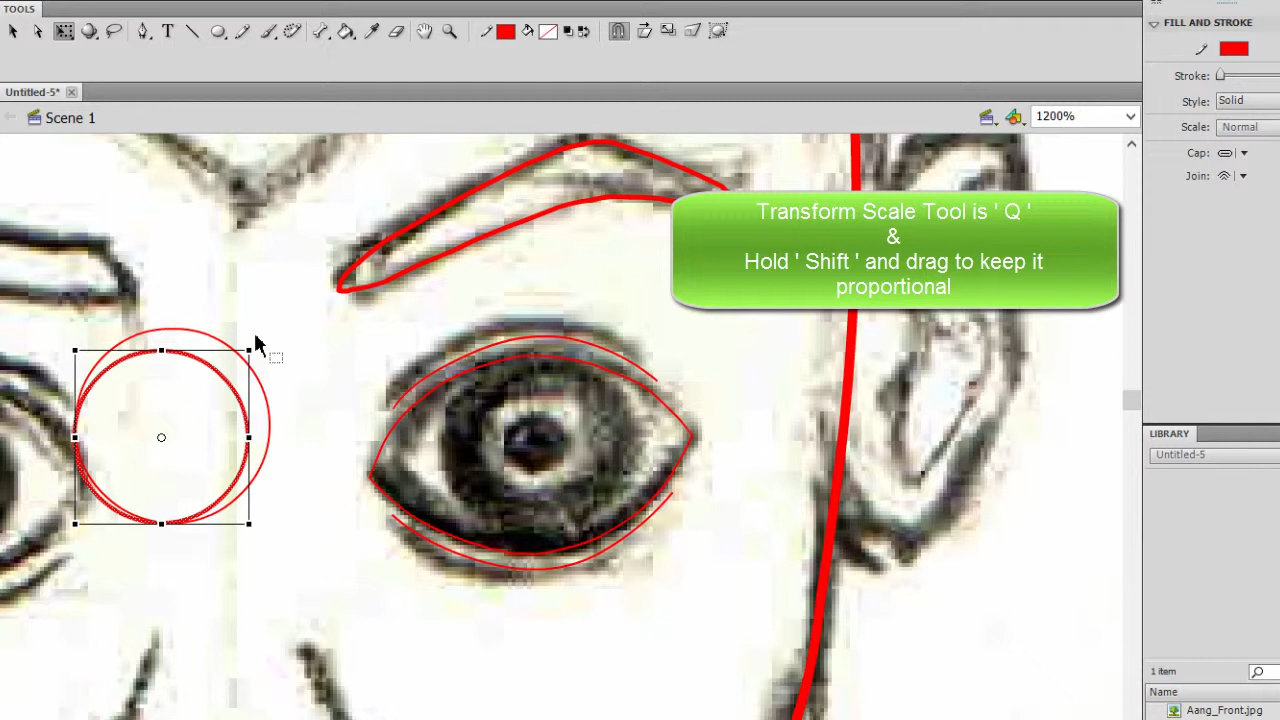 TOOLS
FILL AND STROKE
Stroke:
Untitled-5*
Style: Solid
Scene 1
1200%
Scale: Normal
Cap:
Join:
Transform Scale Tool is ' Q '
&
Hold ' Shift ' and drag to keep it
proportional
LIBRARY
Untitled-5
1 item
Name
Aang_Front.jpg